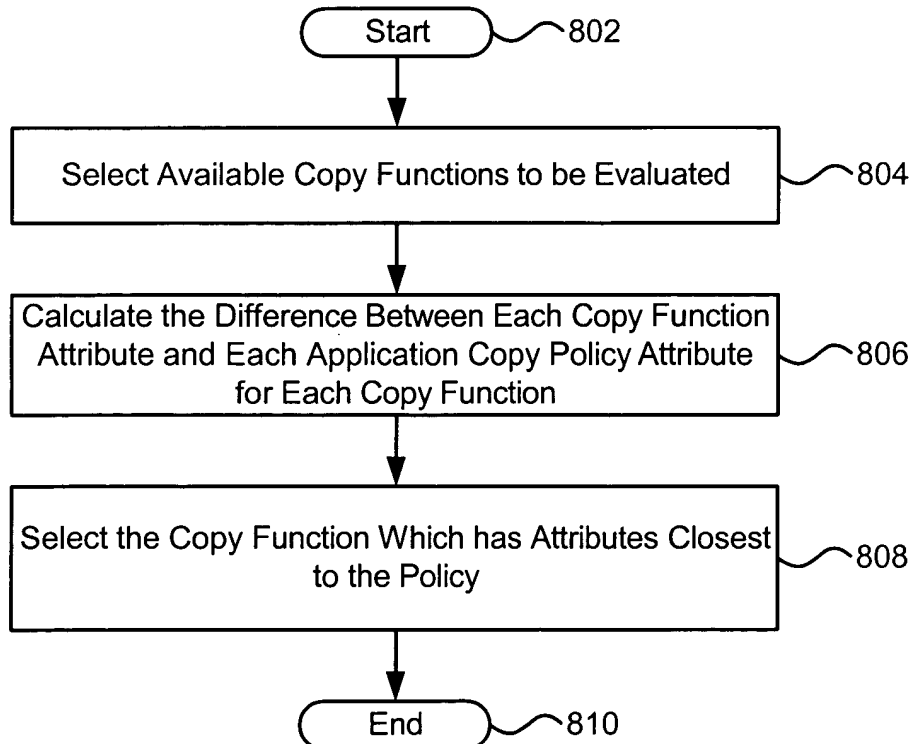 Start
802
Select Available Copy Functions to be Evaluated
804
Calculate the Difference Between Each Copy Function
Attribute and Each Application Copy Policy Attribute
for Each Copy Function
806
Select the Copy Function Which has Attributes Closest
to the Policy
808
End
810